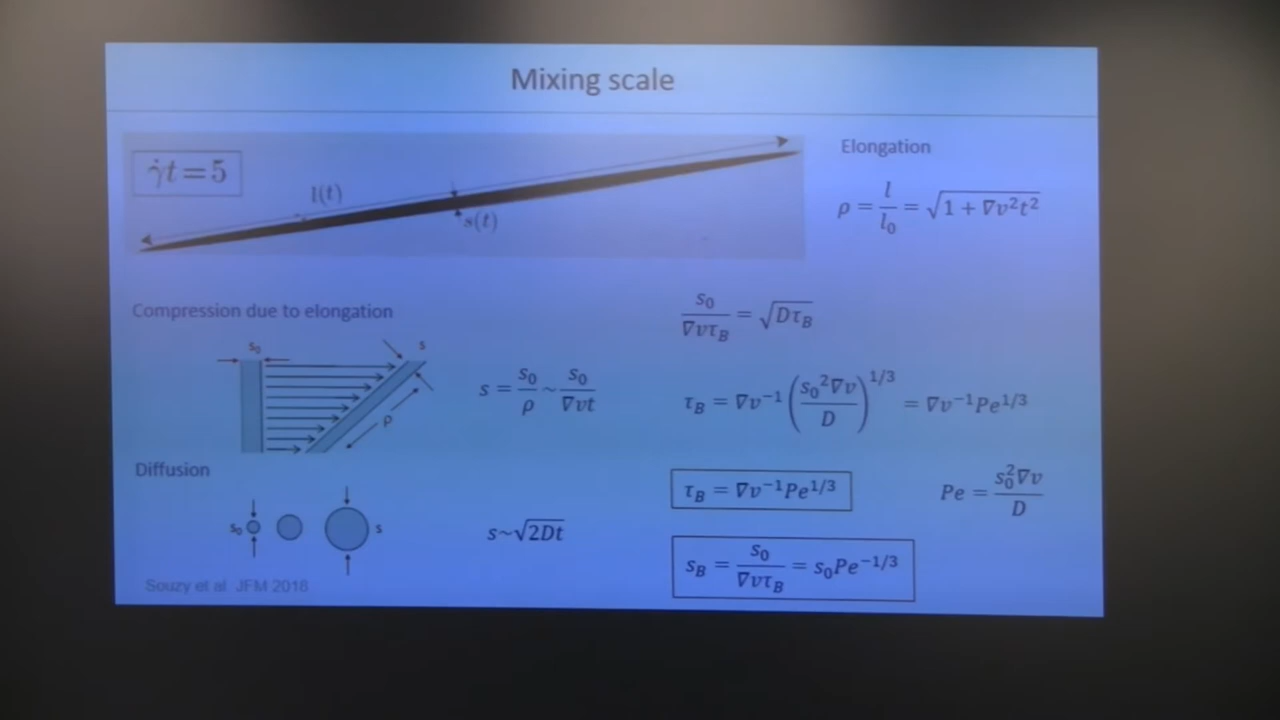 Mixing scale
γ̇t = 5
l(t)
s(t)
Elongation
ρ = l/l₀ = √(1 + ∇v²t²)
Compression due to elongation
s₀
s
ρ
s = s₀/ρ ~ s₀/∇vt
s₀/∇vτ_B = √(Dτ_B)
τ_B = ∇v⁻¹ (s₀²∇v/D)^{1/3} = ∇v⁻¹Pe^{1/3}
Diffusion
s₀
s
s~√(2Dt)
τ_B = ∇v⁻¹Pe^{1/3}
Pe = s₀²∇v/D
s_B = s₀/∇vτ_B = s₀Pe^{-1/3}
Souzy et al JFM 2018